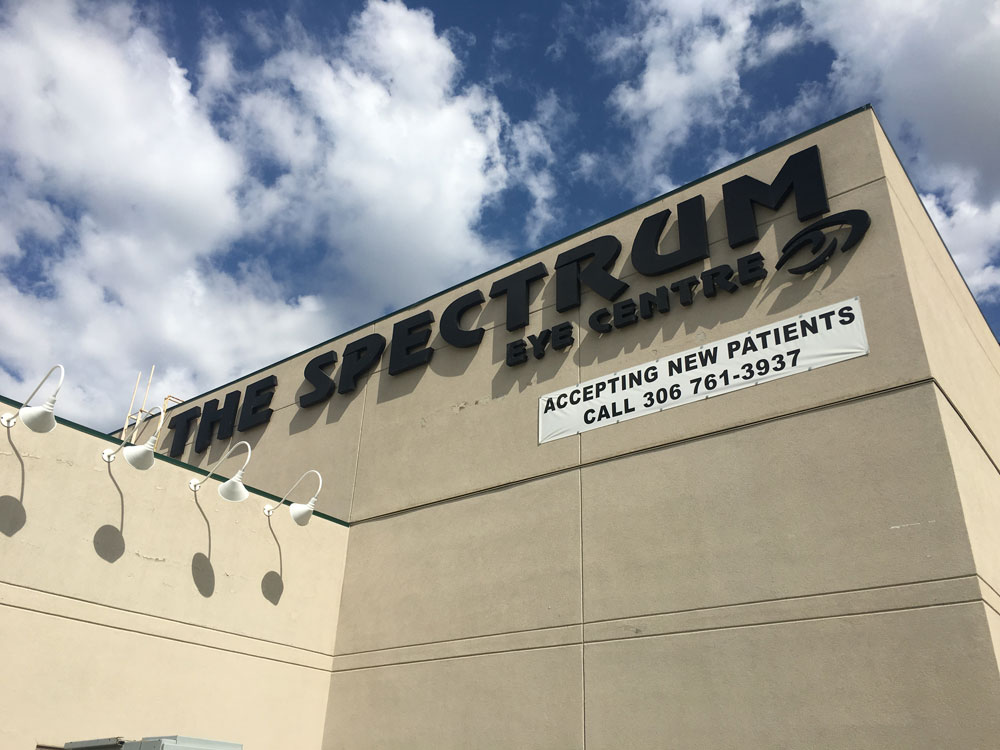 THE SPECTRUM
EYE CENTRE
ACCEPTING NEW PATIENTS
CALL 306 761-3937